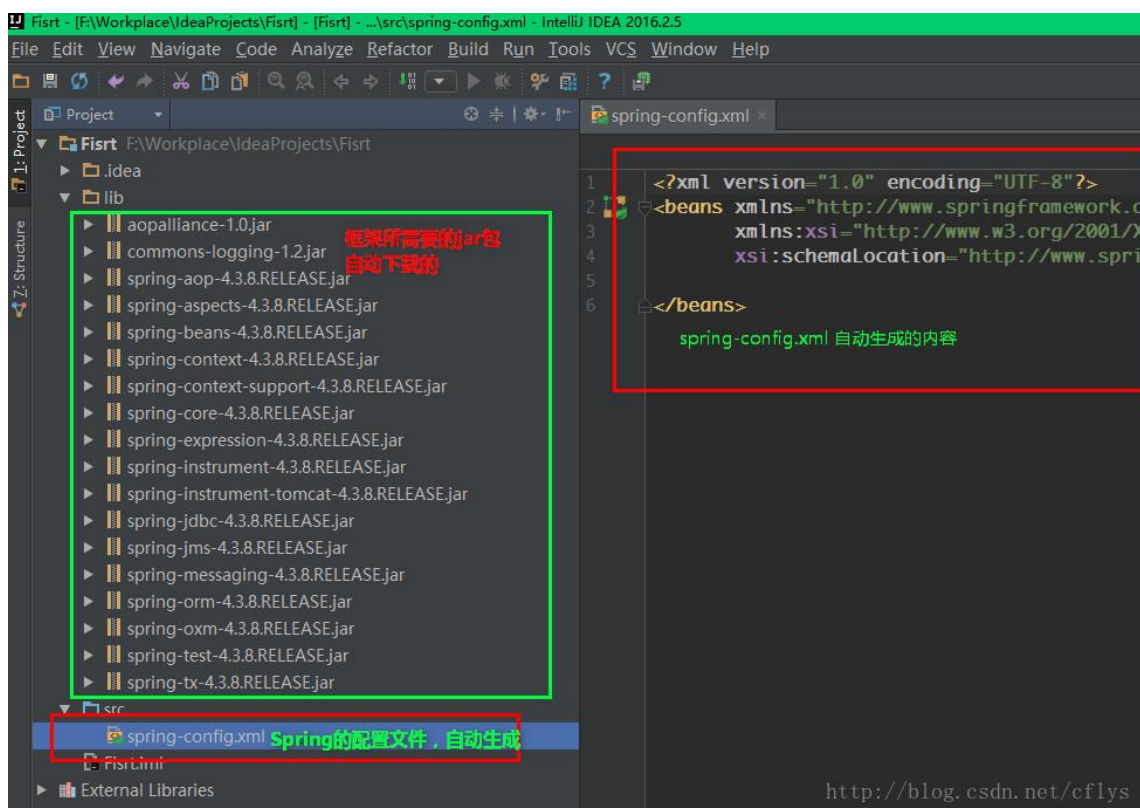 Fisrt - [F:\Workplace\IdeaProjects\Fisrt] - [Fisrt] - ...\src\spring-config.xml - IntelliJ IDEA 2016.2.5
File Edit View Navigate Code Analyze Refactor Build Run Tools VCS Window Help
Project
spring-config.xml
1: Project
Z: Structure
Fisrt F:\Workplace\IdeaProjects\Fisrt
.idea
lib
aopalliance-1.0.jar
commons-logging-1.2.jar
框架所需要的jar包
自动下载的
spring-aop-4.3.8.RELEASE.jar
spring-aspects-4.3.8.RELEASE.jar
spring-beans-4.3.8.RELEASE.jar
spring-context-4.3.8.RELEASE.jar
spring-context-support-4.3.8.RELEASE.jar
spring-core-4.3.8.RELEASE.jar
spring-expression-4.3.8.RELEASE.jar
spring-instrument-4.3.8.RELEASE.jar
spring-instrument-tomcat-4.3.8.RELEASE.jar
spring-jdbc-4.3.8.RELEASE.jar
spring-jms-4.3.8.RELEASE.jar
spring-messaging-4.3.8.RELEASE.jar
spring-orm-4.3.8.RELEASE.jar
spring-oxm-4.3.8.RELEASE.jar
spring-test-4.3.8.RELEASE.jar
spring-tx-4.3.8.RELEASE.jar
src
spring-config.xml Spring的配置文件，自动生成
Fisrt.iml
External Libraries
1 <?xml version="1.0" encoding="UTF-8"?>
2 <beans xmlns="http://www.springframework.o
3 xmlns:xsi="http://www.w3.org/2001/X
4 xsi:schemaLocation="http://www.spri
5
6 </beans>
spring-config.xml 自动生成的内容
http://blog.csdn.net/cflys